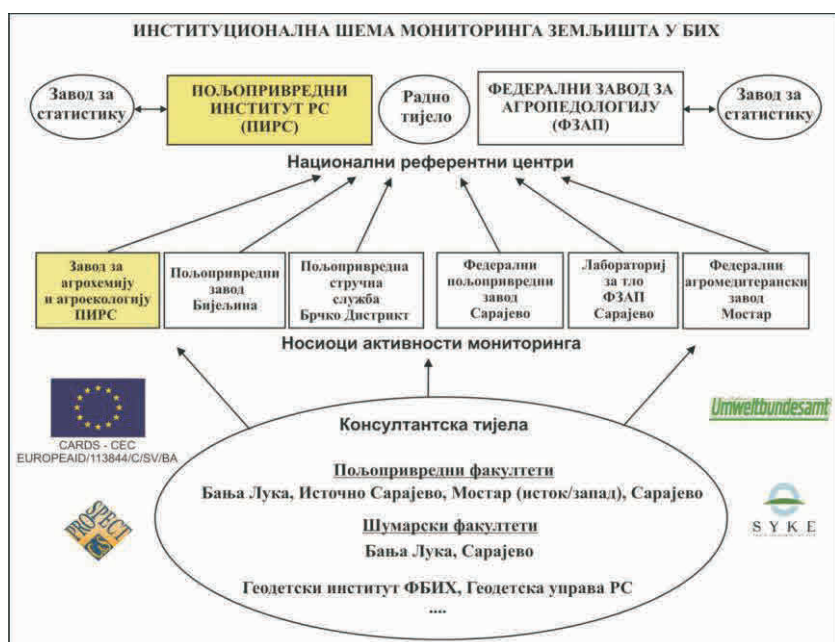 ИНСТИТУЦИОНАЛНА ШЕМА МОНИТОРИНГА ЗЕМЉИШТА У БИХ
Завод за
статистику
ПОЉОПРИВРЕДНИ
ИНСТИТУТ РС
(ПИРС)
Радно
тијело
ФЕДЕРАЛНИ ЗАВОД ЗА
АГРОПЕДОЛОГИЈУ
(ФЗАП)
Завод за
статистику
Национални референтни центри
Завод за
агрохемију
и агроекологију
ПИРС
Пољопривредни
завод
Бијељина
Пољопривредна
стручна
служба
Брчко Дистрикт
Федерални
пољопривредни
завод
Сарајево
Лабораториј
за тло
ФЗАП
Сарајево
Федерални
агромедитерански
завод
Мостар
Носиоци активности мониторинга
CARDS - CEC
EUROPEAID/113844/C/SV/BA
Umweltbundesamt
PROSPECT
CS
SYKE
Консултантска тијела
Пољопривредни факултети
Бања Лука, Источно Сарајево, Мостар (исток/запад), Сарајево
Шумарски факултети
Бања Лука, Сарајево
Геодетски институт ФБИХ, Геодетска управа РС
....